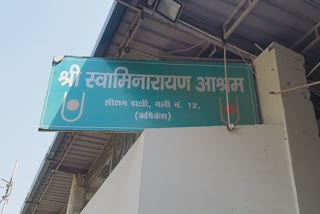 श्री स्वामिनारायण आश्रम
शीशम झाडी, गली नं. 12,
(ऋषिकेश)